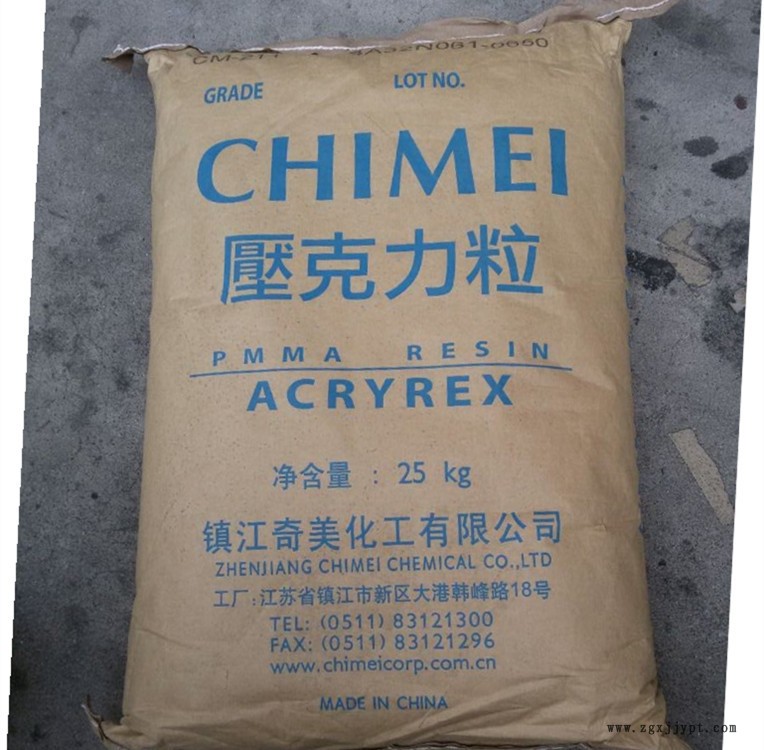 GRADE LOT NO.
CHIMEI
壓克力粒
PMMA RESIN
ACRYREX
净含量 : 25 kg
镇江奇美化工有限公司
ZHENJIANG CHIMEI CHEMICAL CO.,LTD
工厂:江苏省镇江市新区大港韩峰路18号
TEL: (0511) 83121300
FAX: (0511) 83121296
www.chimeicorp.com.cn
MADE IN CHINA
www.zgxjjypt.com